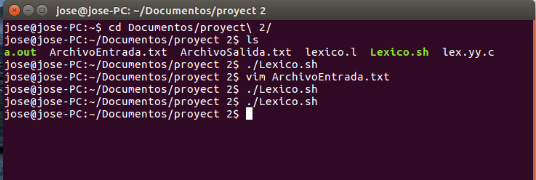 jose@jose-PC: ~/Documentos/proyect 2
jose@jose-PC:~$ cd Documentos/proyect\ 2/
jose@jose-PC:~/Documentos/proyect 2$ ls
a.out  ArchivoEntrada.txt  ArchivoSalida.txt  lexico.l  Lexico.sh  lex.yy.c
jose@jose-PC:~/Documentos/proyect 2$ ./Lexico.sh
jose@jose-PC:~/Documentos/proyect 2$ vim ArchivoEntrada.txt
jose@jose-PC:~/Documentos/proyect 2$ ./Lexico.sh
jose@jose-PC:~/Documentos/proyect 2$ ./Lexico.sh
jose@jose-PC:~/Documentos/proyect 2$